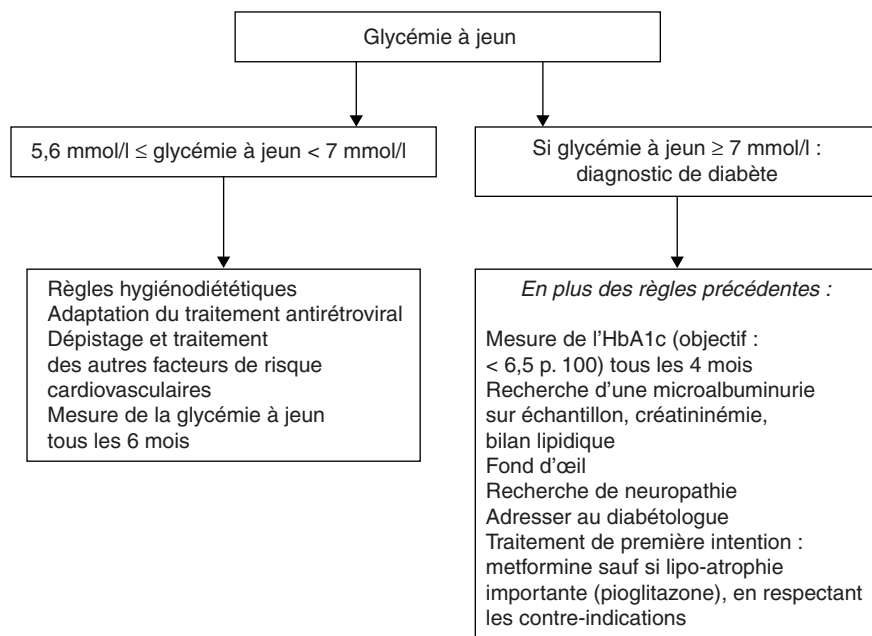 Glycémie à jeun
5,6 mmol/l ≤ glycémie à jeun < 7 mmol/l
Si glycémie à jeun ≥ 7 mmol/l :
diagnostic de diabète
Règles hygiénodiététiques
Adaptation du traitement antirétroviral
Dépistage et traitement
des autres facteurs de risque
cardiovasculaires
Mesure de la glycémie à jeun
tous les 6 mois
En plus des règles précédentes :
Mesure de l’HbA1c (objectif :
< 6,5 p. 100) tous les 4 mois
Recherche d’une microalbuminurie
sur échantillon, créatininémie,
bilan lipidique
Fond d’œil
Recherche de neuropathie
Adresser au diabétologue
Traitement de première intention :
metformine sauf si lipo-atrophie
importante (pioglitazone), en respectant
les contre-indications